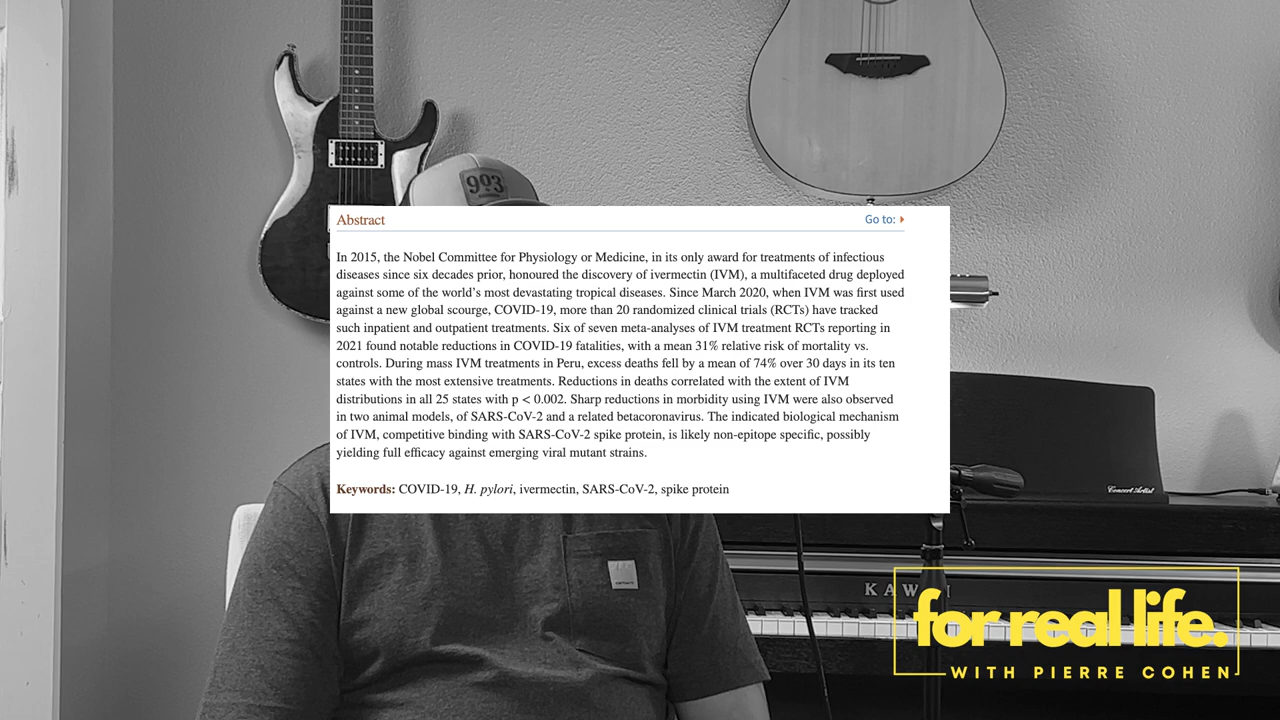 903
Abstract Go to:
In 2015, the Nobel Committee for Physiology or Medicine, in its only award for treatments of infectious
diseases since six decades prior, honoured the discovery of ivermectin (IVM), a multifaceted drug deployed
against some of the world’s most devastating tropical diseases. Since March 2020, when IVM was first used
against a new global scourge, COVID-19, more than 20 randomized clinical trials (RCTs) have tracked
such inpatient and outpatient treatments. Six of seven meta-analyses of IVM treatment RCTs reporting in
2021 found notable reductions in COVID-19 fatalities, with a mean 31% relative risk of mortality vs.
controls. During mass IVM treatments in Peru, excess deaths fell by a mean of 74% over 30 days in its ten
states with the most extensive treatments. Reductions in deaths correlated with the extent of IVM
distributions in all 25 states with p < 0.002. Sharp reductions in morbidity using IVM were also observed
in two animal models, of SARS-CoV-2 and a related betacoronavirus. The indicated biological mechanism
of IVM, competitive binding with SARS-CoV-2 spike protein, is likely non-epitope specific, possibly
yielding full efficacy against emerging viral mutant strains.
Keywords: COVID-19, H. pylori, ivermectin, SARS-CoV-2, spike protein
Concert Artist
carhartt
KAW
for real life.
WITH PIERRE COHEN